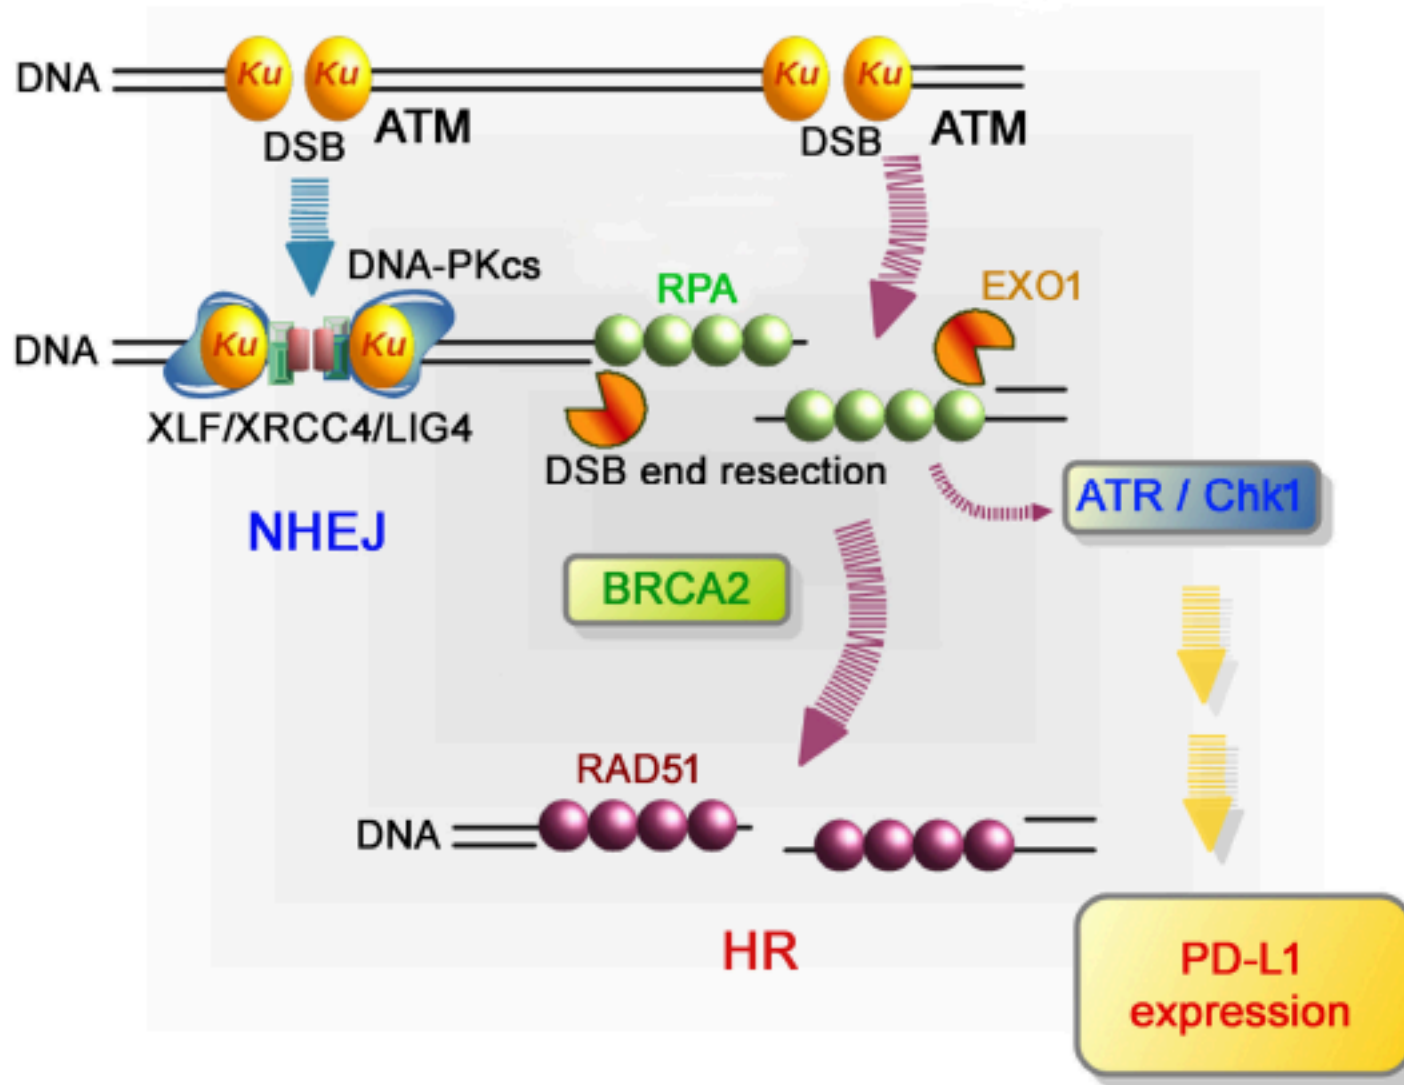 DNA
Ku
Ku
DSB
ATM
Ku
Ku
DSB
ATM
DNA-PKcs
RPA
EXO1
DNA
Ku
Ku
XLF/XRCC4/LIG4
DSB end resection
ATR / Chk1
NHEJ
BRCA2
RAD51
DNA
HR
PD-L1
expression